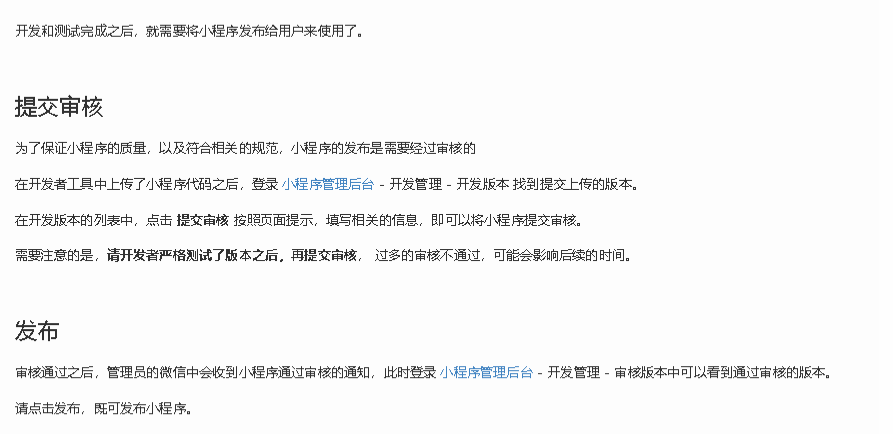 开发和测试完成之后，就需要将小程序发布给用户来使用了。
提交审核
为了保证小程序的质量，以及符合相关的规范，小程序的发布是需要经过审核的
在开发者工具中上传了小程序代码之后，登录 小程序管理后台 - 开发管理 - 开发版本 找到提交上传的版本。
在开发版本的列表中，点击 提交审核 按照页面提示，填写相关的信息，即可以将小程序提交审核。
需要注意的是，请开发者严格测试了版本之后，再提交审核， 过多的审核不通过，可能会影响后续的时间。
发布
审核通过之后，管理员的微信中会收到小程序通过审核的通知，此时登录 小程序管理后台 - 开发管理 - 审核版本中可以看到通过审核的版本。
请点击发布，既可发布小程序。